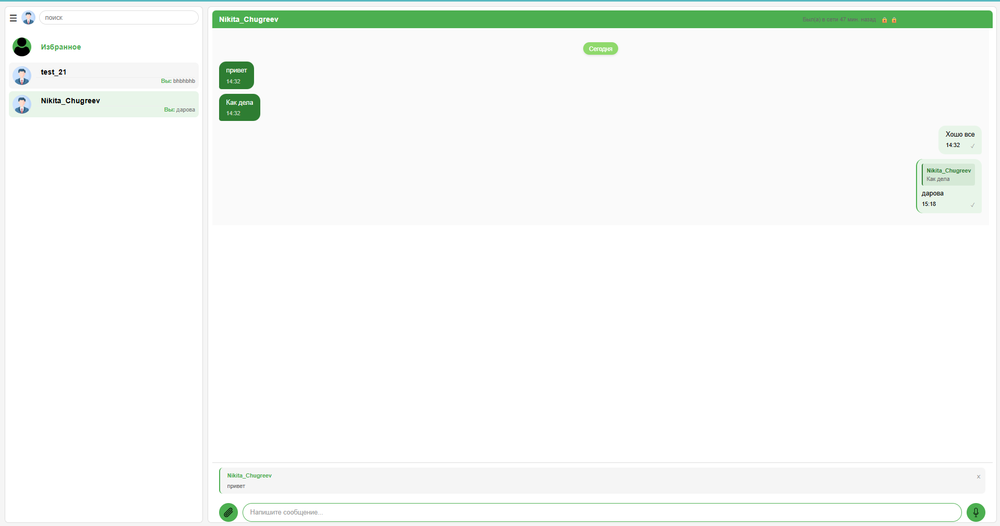 поиск
Избранное
test_21
Вы: bhbhbhb
Nikita_Chugreev
Вы: дарова
Nikita_Chugreev
Был(а) в сети 47 мин. назад
Сегодня
привет
14:32
Как дела
14:32
Хошо все
14:32
Nikita_Chugreev
Как дела
дарова
15:18
Nikita_Chugreev
привет
Напишите сообщение...